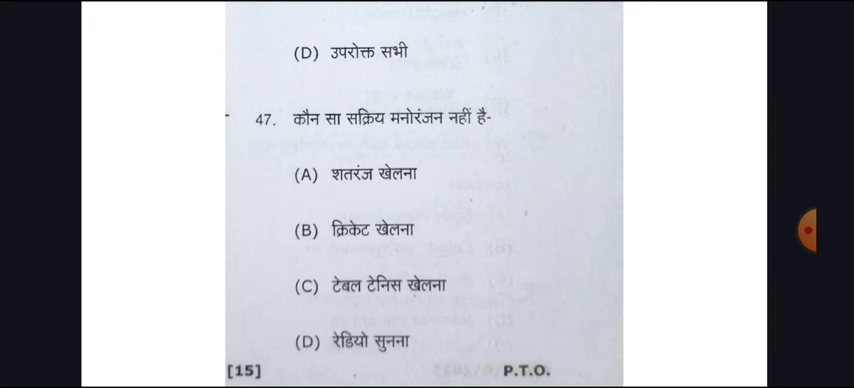 (D) उपरोक्त सभी
47. कौन सा सक्रिय मनोरंजन नहीं है-
(A) शतरंज खेलना
(B) क्रिकेट खेलना
(C) टेबल टेनिस खेलना
(D) रेडियो सुनना
[15] P.T.O.